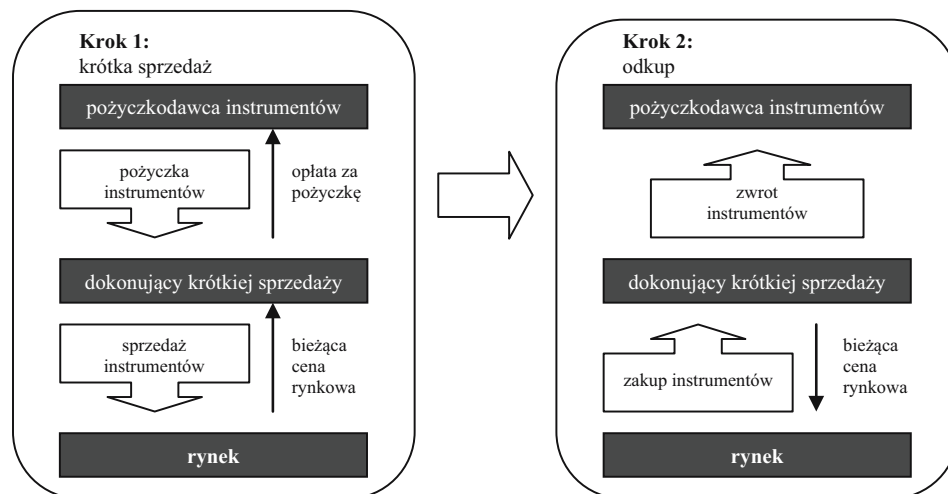 Krok 1:
krótka sprzedaż
pożyczkodawca instrumentów
pożyczka
instrumentów
opłata za
pożyczkę
dokonujący krótkiej sprzedaży
sprzedaż
instrumentów
bieżąca
cena
rynkowa
rynek
Krok 2:
odkup
pożyczkodawca instrumentów
zwrot
instrumentów
dokonujący krótkiej sprzedaży
zakup instrumentów
bieżąca
cena
rynkowa
rynek